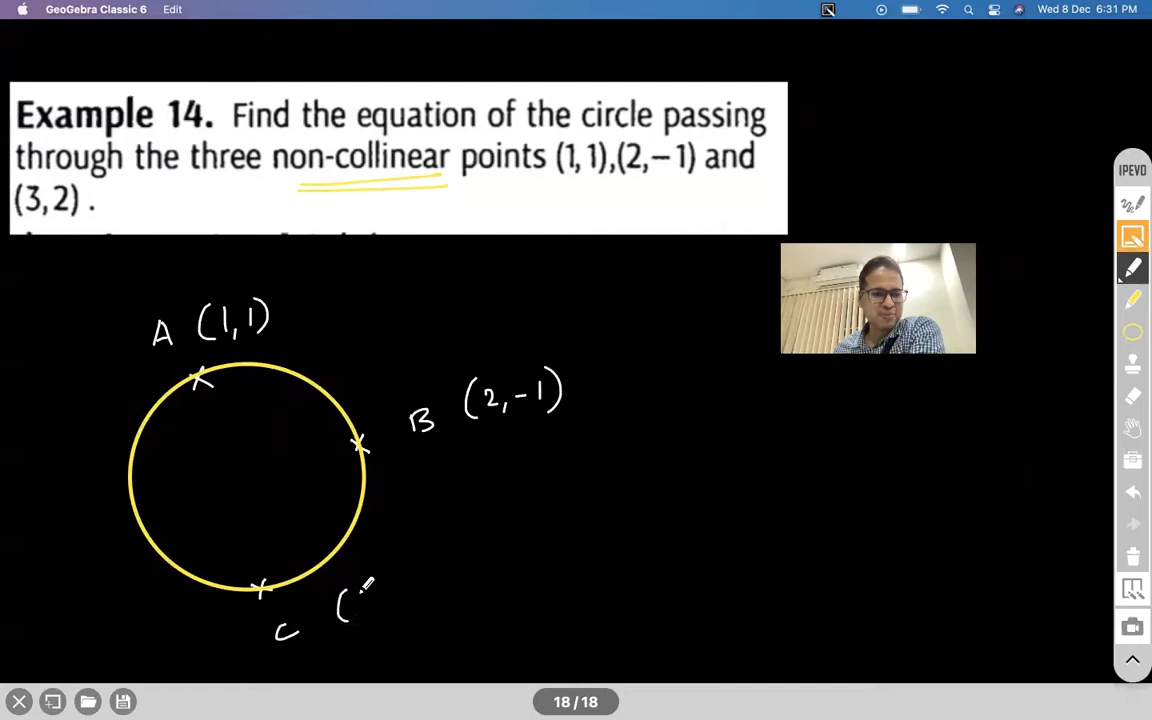 GeoGebra Classic 6 Edit Wed 8 Dec 6:31 PM
Example 14. Find the equation of the circle passing
through the three non-collinear points (1, 1),(2,– 1) and
(3, 2) .
IPEVO
A (1, 1)
B (2, -1)
C (
18 / 18